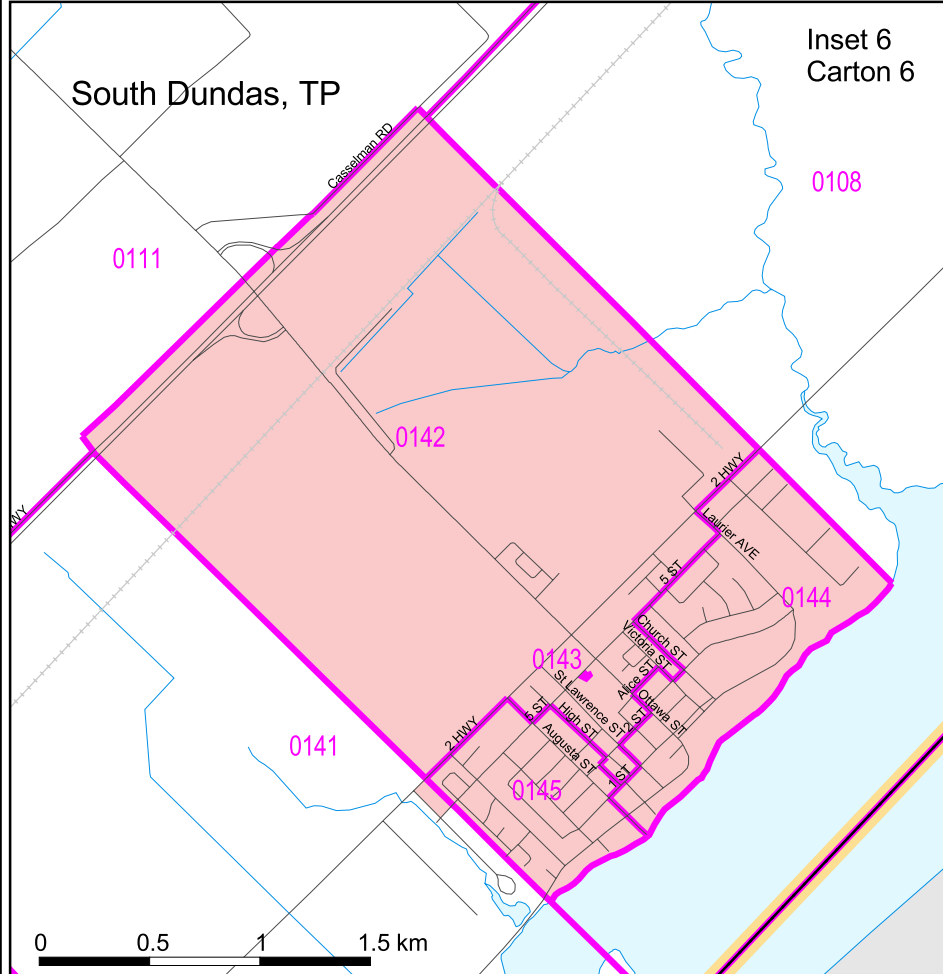 Inset 6
Carton 6
South Dundas, TP
Casselman RD
0108
0111
0142
2 HWY
WY
Laurier AVE
5 ST
0144
Church ST
Victoria ST
0143
Alice ST
St Lawrence ST
Ottawa ST
5 ST
High ST
2 ST
2 HWY
Augusta ST
0141
1 ST
0145
0 0.5 1 1.5 km